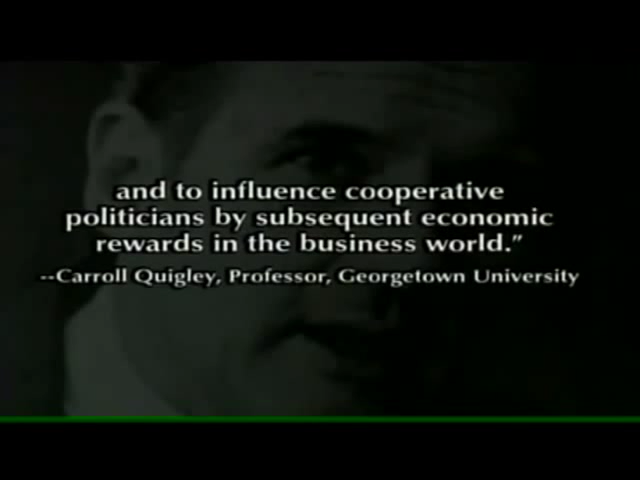 and to influence cooperative
politicians by subsequent economic
rewards in the business world.”
--Carroll Quigley, Professor, Georgetown University